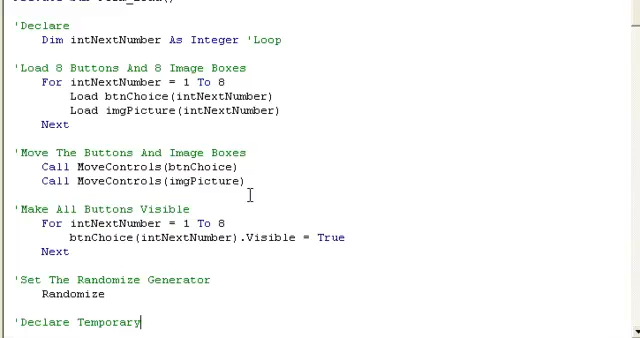 'Declare
Dim intNextNumber As Integer 'Loop
'Load 8 Buttons And 8 Image Boxes
For intNextNumber = 1 To 8
Load btnChoice(intNextNumber)
Load imgPicture(intNextNumber)
Next
'Move The Buttons And Image Boxes
Call MoveControls(btnChoice)
Call MoveControls(imgPicture)
'Make All Buttons Visible
For intNextNumber = 1 To 8
btnChoice(intNextNumber).Visible = True
Next
'Set The Randomize Generator
Randomize
'Declare Temporary